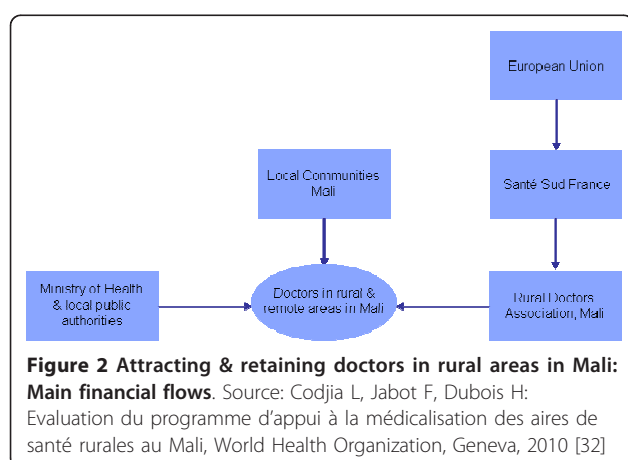 European Union
Local Communities
Mali
Santé Sud France
Ministry of Health
& local public
authorities
Doctors in rural &
remote areas in Mali
Rural Doctors
Association, Mali
Figure 2 Attracting & retaining doctors in rural areas in Mali:
Main financial flows. Source: Codjia L, Jabot F, Dubois H:
Evaluation du programme d'appui à la médicalisation des aires de
santé rurales au Mali, World Health Organization, Geneva, 2010 [32]